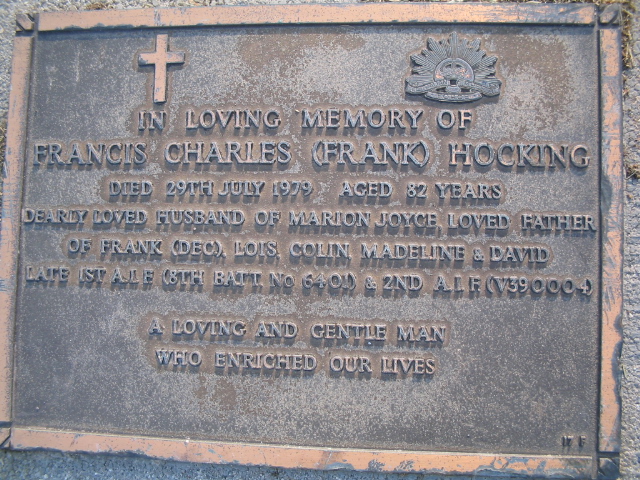 IN LOVING MEMORY OF
FRANCIS CHARLES (FRANK) HOCKING
DIED 29TH JULY 1979 AGED 82 YEARS
DEARLY LOVED HUSBAND OF MARION JOYCE, LOVED FATHER
OF FRANK (DEC), LOIS, COLIN, MADELINE & DAVID
LATE 1ST A.I.F (8TH BATT. No 6401) & 2ND A.I.F. (V390004)
A LOVING AND GENTLE MAN
WHO ENRICHED OUR LIVES
17 F